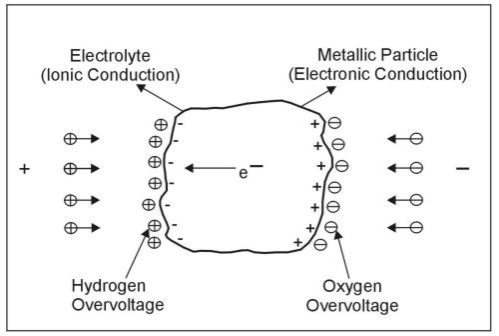 Electrolyte
(Ionic Conduction)
Metallic Particle
(Electronic Conduction)
+
e−
−
Hydrogen
Overvoltage
Oxygen
Overvoltage